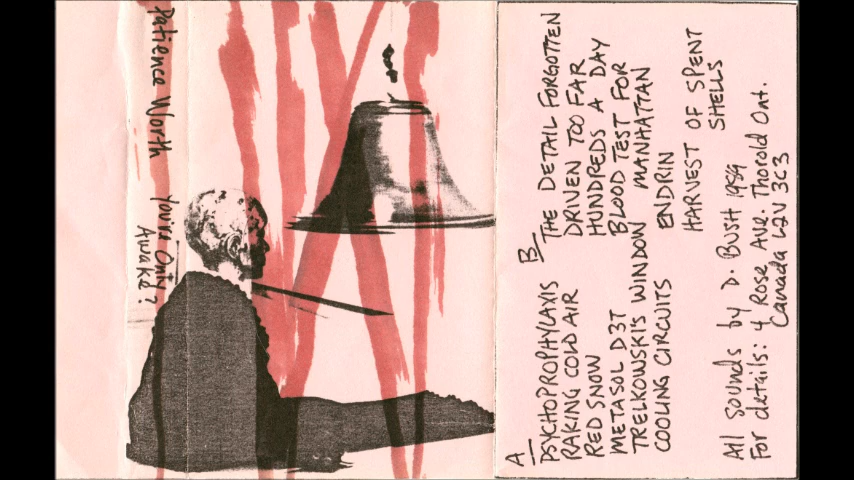 Patience Worth You're Only
Awake?
A
PSYCHOPROPHYLAXIS
RAKING COLD AIR
RED SNOW
METASOL D3T
TRELKOWSKI'S WINDOW
COOLING CIRCUITS
B
THE DETAIL FORGOTTEN
DRIVEN TOO FAR
HUNDREDS A DAY
BLOOD TEST FOR
MANHATTAN
ENDRIN
HARVEST OF SPENT
SHELLS
All sounds by D. BUSH 1989
For details: 4 Rose Ave. Thorold Ont.
Canada L2V 3C3